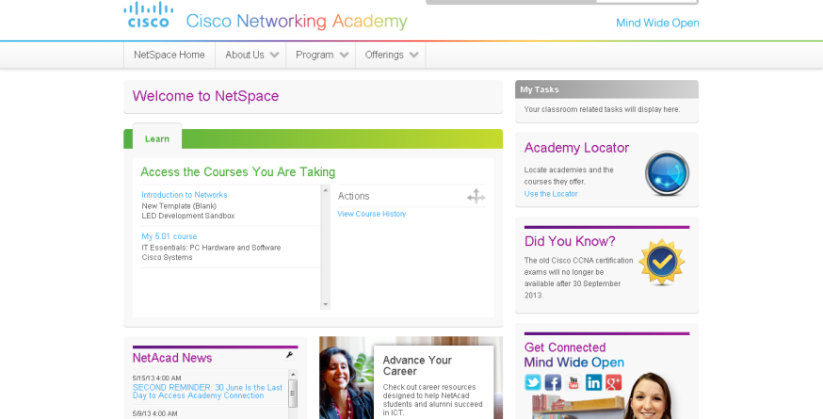 CISCO Cisco Networking Academy
Mind Wide Open
NetSpace Home About Us Program Offerings
Welcome to NetSpace
Learn
Access the Courses You Are Taking
Introduction to Networks
New Template (Blank)
LED Development Sandbox
My 5.01 course
IT Essentials: PC Hardware and Software
Cisco Systems
Actions
View Course History
My Tasks
Your classroom related tasks will display here.
Academy Locator
Locate academies and the
courses they offer.
Use the Locator
Did You Know?
The old Cisco CCNA certification
exams will no longer be
available after 30 September
2013.
NetAcad News
5/15/13 4:00 AM
SECOND REMINDER: 30 June Is the Last
Day to Access Academy Connection
5/9/13 4:00 AM
Advance Your
Career
Check out career resources
designed to help NetAcad
students and alumni succeed
in ICT.
Get Connected
Mind Wide Open